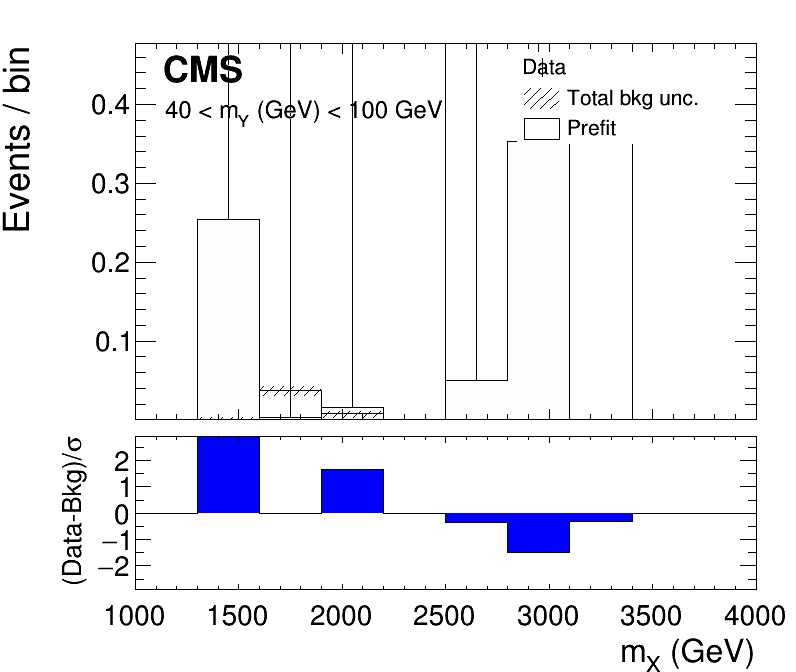 Events / bin
CMS
40 < mY (GeV) < 100 GeV
Data
Total bkg unc.
Prefit
0.4
0.3
0.2
0.1
(Data-Bkg)/σ
2
1
0
−1
−2
1000 1500 2000 2500 3000 3500 4000
mX (GeV)